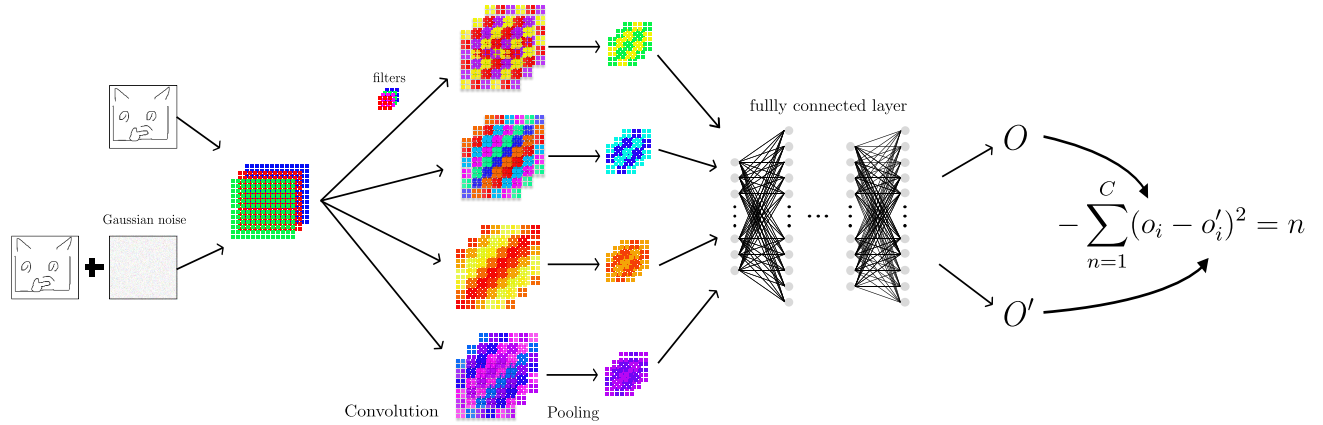 filters
Gaussian noise
+
Convolution
Pooling
fullly connected layer
...
O
O′
− ∑_{n=1}^{C} (o_i − o′_i)² = n